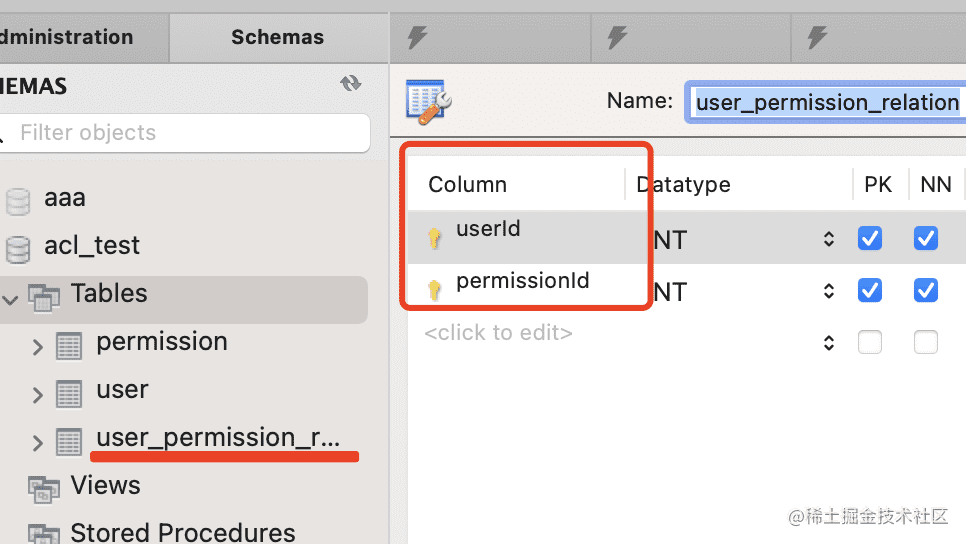 dministration
Schemas
HEMAS
Filter objects
aaa
acl_test
Tables
permission
user
user_permission_r...
Views
Stored Procedures
Name: user_permission_relation
Column Datatype PK NN
userId NT
permissionId NT
<click to edit>
@稀土掘金技术社区